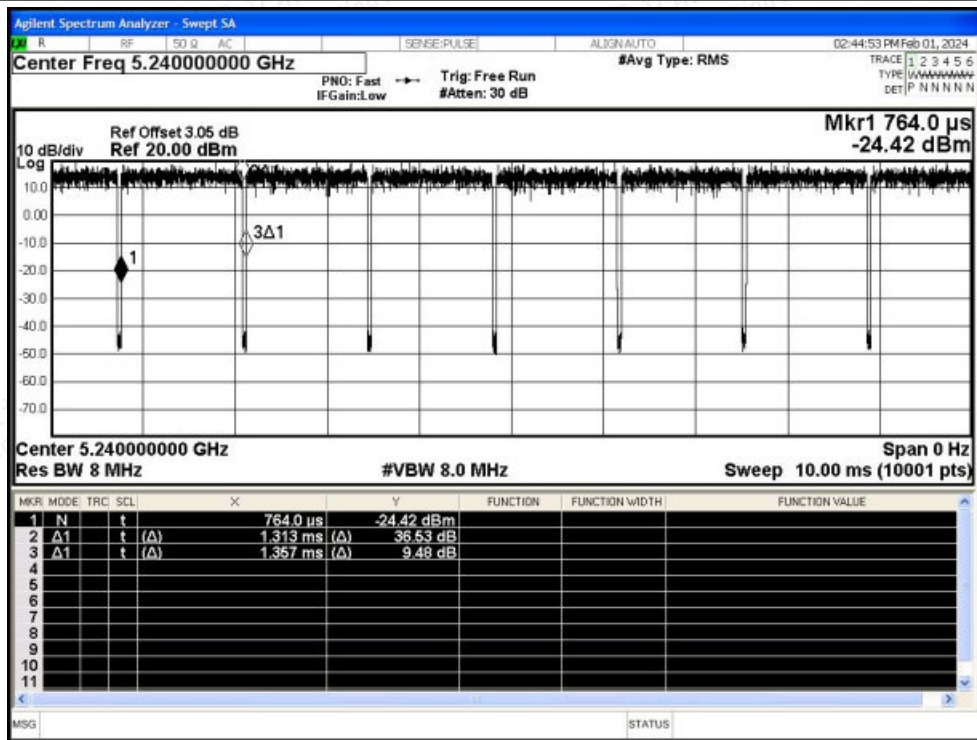 Agilent Spectrum Analyzer - Swept SA
LXI R RF 50 Ω AC SENSE:PULSE ALIGN AUTO 02:44:53 PM Feb 01, 2024
Center Freq 5.240000000 GHz #Avg Type: RMS TRACE 1 2 3 4 5 6
PNO: Fast Trig: Free Run TYPE WWWWWW
IFGain:Low #Atten: 30 dB DET P N N N N N
Mkr1 764.0 µs
Ref Offset 3.05 dB
10 dB/div Ref 20.00 dBm -24.42 dBm
Log
10.0
0.00
3Δ1
-10.0
1
-20.0
-30.0
-40.0
-50.0
-60.0
-70.0
Center 5.240000000 GHz Span 0 Hz
Res BW 8 MHz #VBW 8.0 MHz Sweep 10.00 ms (10001 pts)
MKR MODE TRC SCL X Y FUNCTION FUNCTION WIDTH FUNCTION VALUE
1 N t 764.0 µs -24.42 dBm
2 Δ1 t (Δ) 1.313 ms (Δ) 36.53 dB
3 Δ1 t (Δ) 1.357 ms (Δ) 9.48 dB
4
5
6
7
8
9
10
11
MSG STATUS